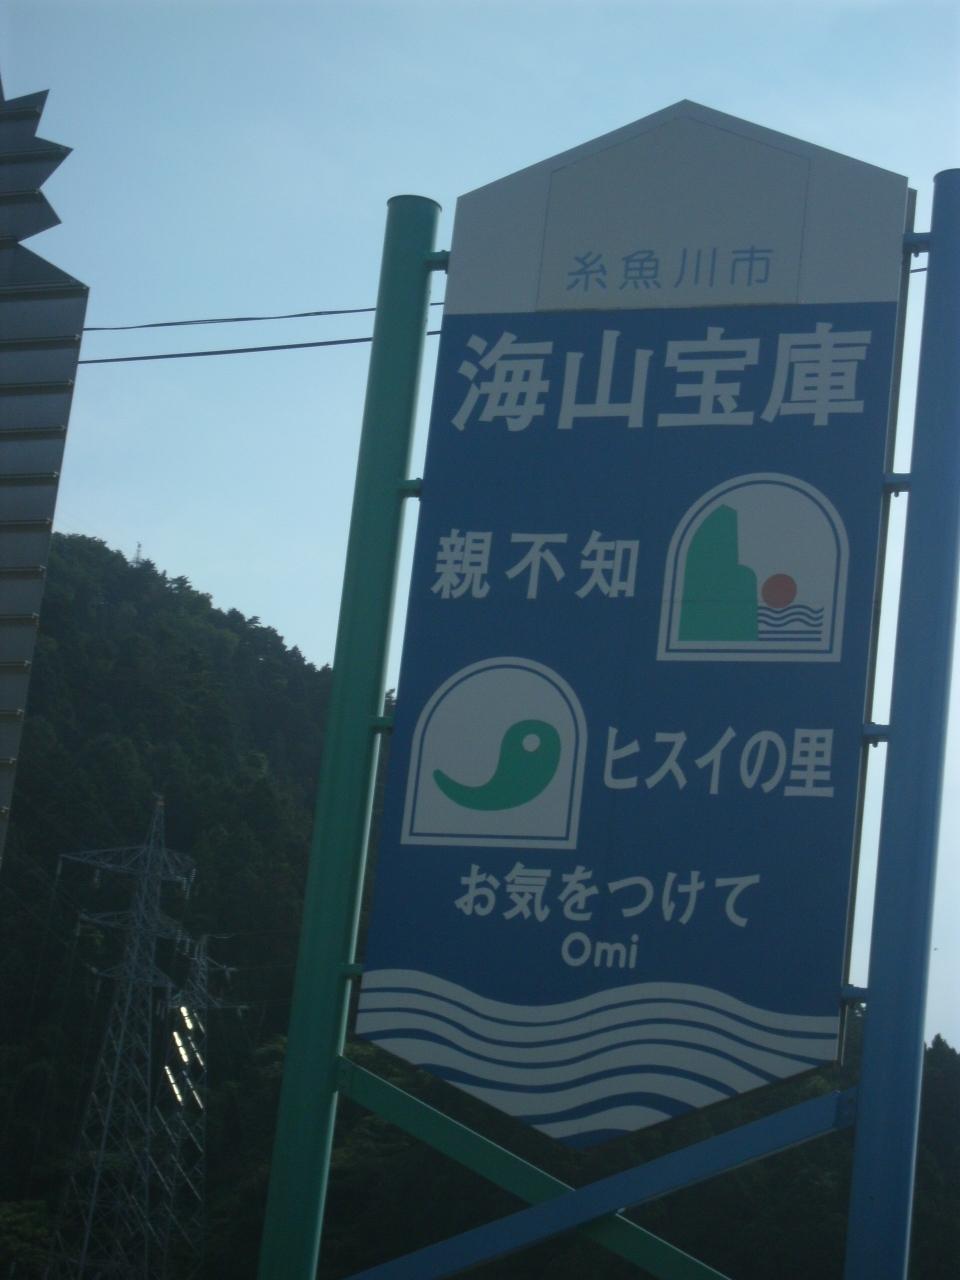 糸魚川市
海山宝庫
親不知
ヒスイの里
お気をつけて
Omi